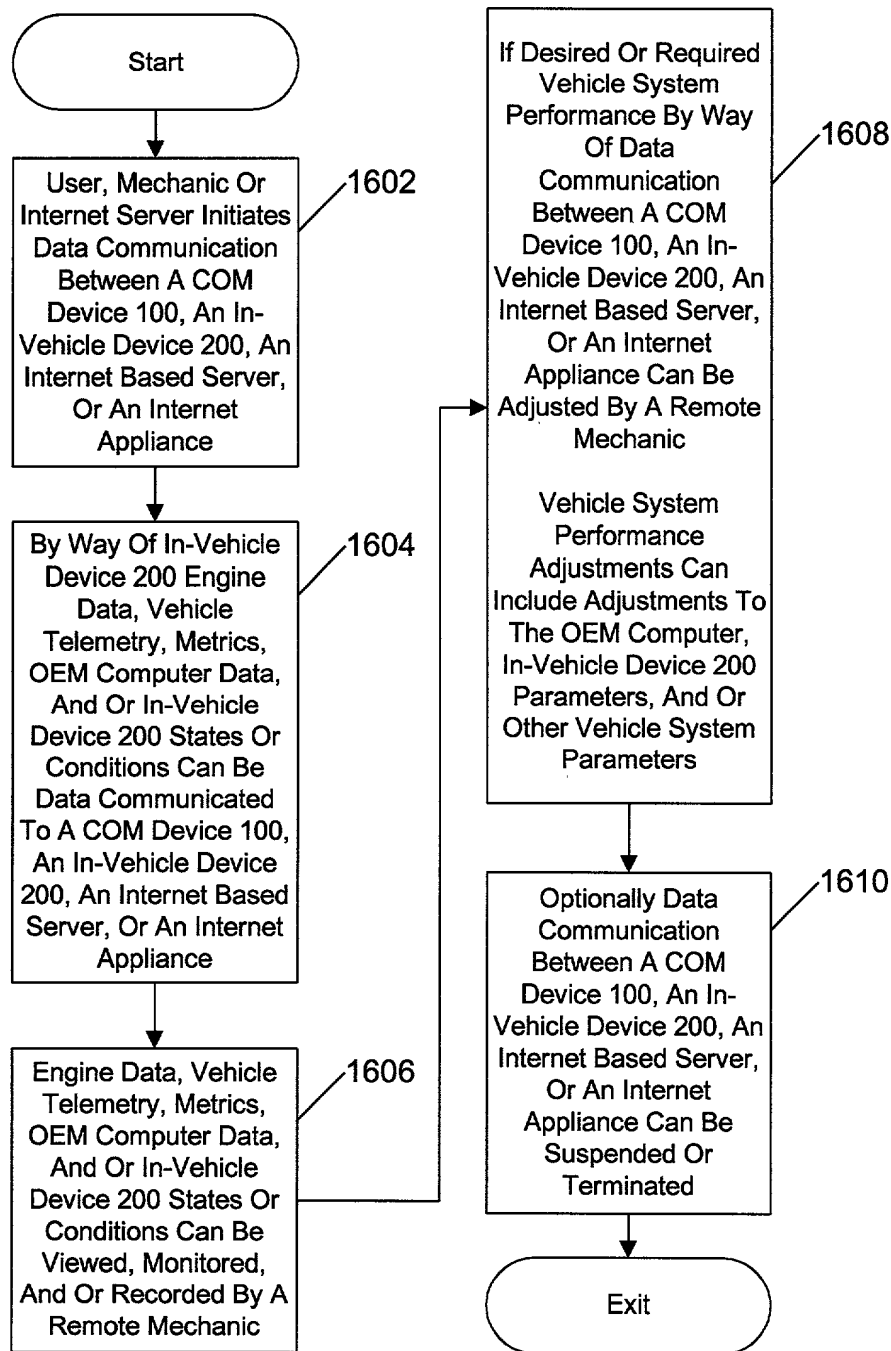 Start
User, Mechanic Or
Internet Server Initiates
Data Communication
Between A COM
Device 100, An In-
Vehicle Device 200, An
Internet Based Server,
Or An Internet
Appliance
1602
By Way Of In-Vehicle
Device 200 Engine
Data, Vehicle
Telemetry, Metrics,
OEM Computer Data,
And Or In-Vehicle
Device 200 States Or
Conditions Can Be
Data Communicated
To A COM Device 100,
An In-Vehicle Device
200, An Internet Based
Server, Or An Internet
Appliance
1604
Engine Data, Vehicle
Telemetry, Metrics,
OEM Computer Data,
And Or In-Vehicle
Device 200 States Or
Conditions Can Be
Viewed, Monitored,
And Or Recorded By A
Remote Mechanic
1606
If Desired Or Required
Vehicle System
Performance By Way
Of Data
Communication
Between A COM
Device 100, An In-
Vehicle Device 200, An
Internet Based Server,
Or An Internet
Appliance Can Be
Adjusted By A Remote
Mechanic
Vehicle System
Performance
Adjustments Can
Include Adjustments To
The OEM Computer,
In-Vehicle Device 200
Parameters, And Or
Other Vehicle System
Parameters
1608
Optionally Data
Communication
Between A COM
Device 100, An In-
Vehicle Device 200, An
Internet Based Server,
Or An Internet
Appliance Can Be
Suspended Or
Terminated
1610
Exit